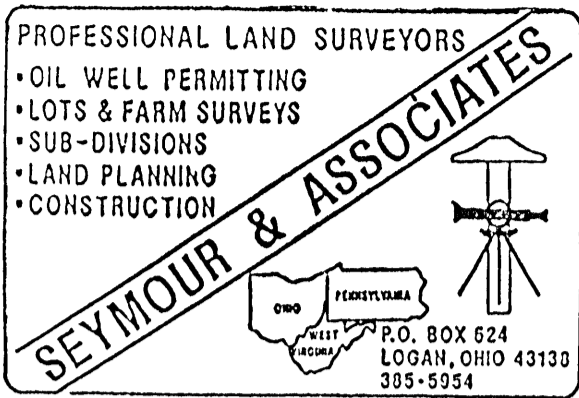 PROFESSIONAL LAND SURVEYORS
• OIL WELL PERMITTING
• LOTS & FARM SURVEYS
• SUB-DIVISIONS
• LAND PLANNING
• CONSTRUCTION
SEYMOUR & ASSOCIATES
OHIO
PENNSYLVANIA
WEST
VIRGINIA
P.O. BOX 624
LOGAN, OHIO 43138
385-5954